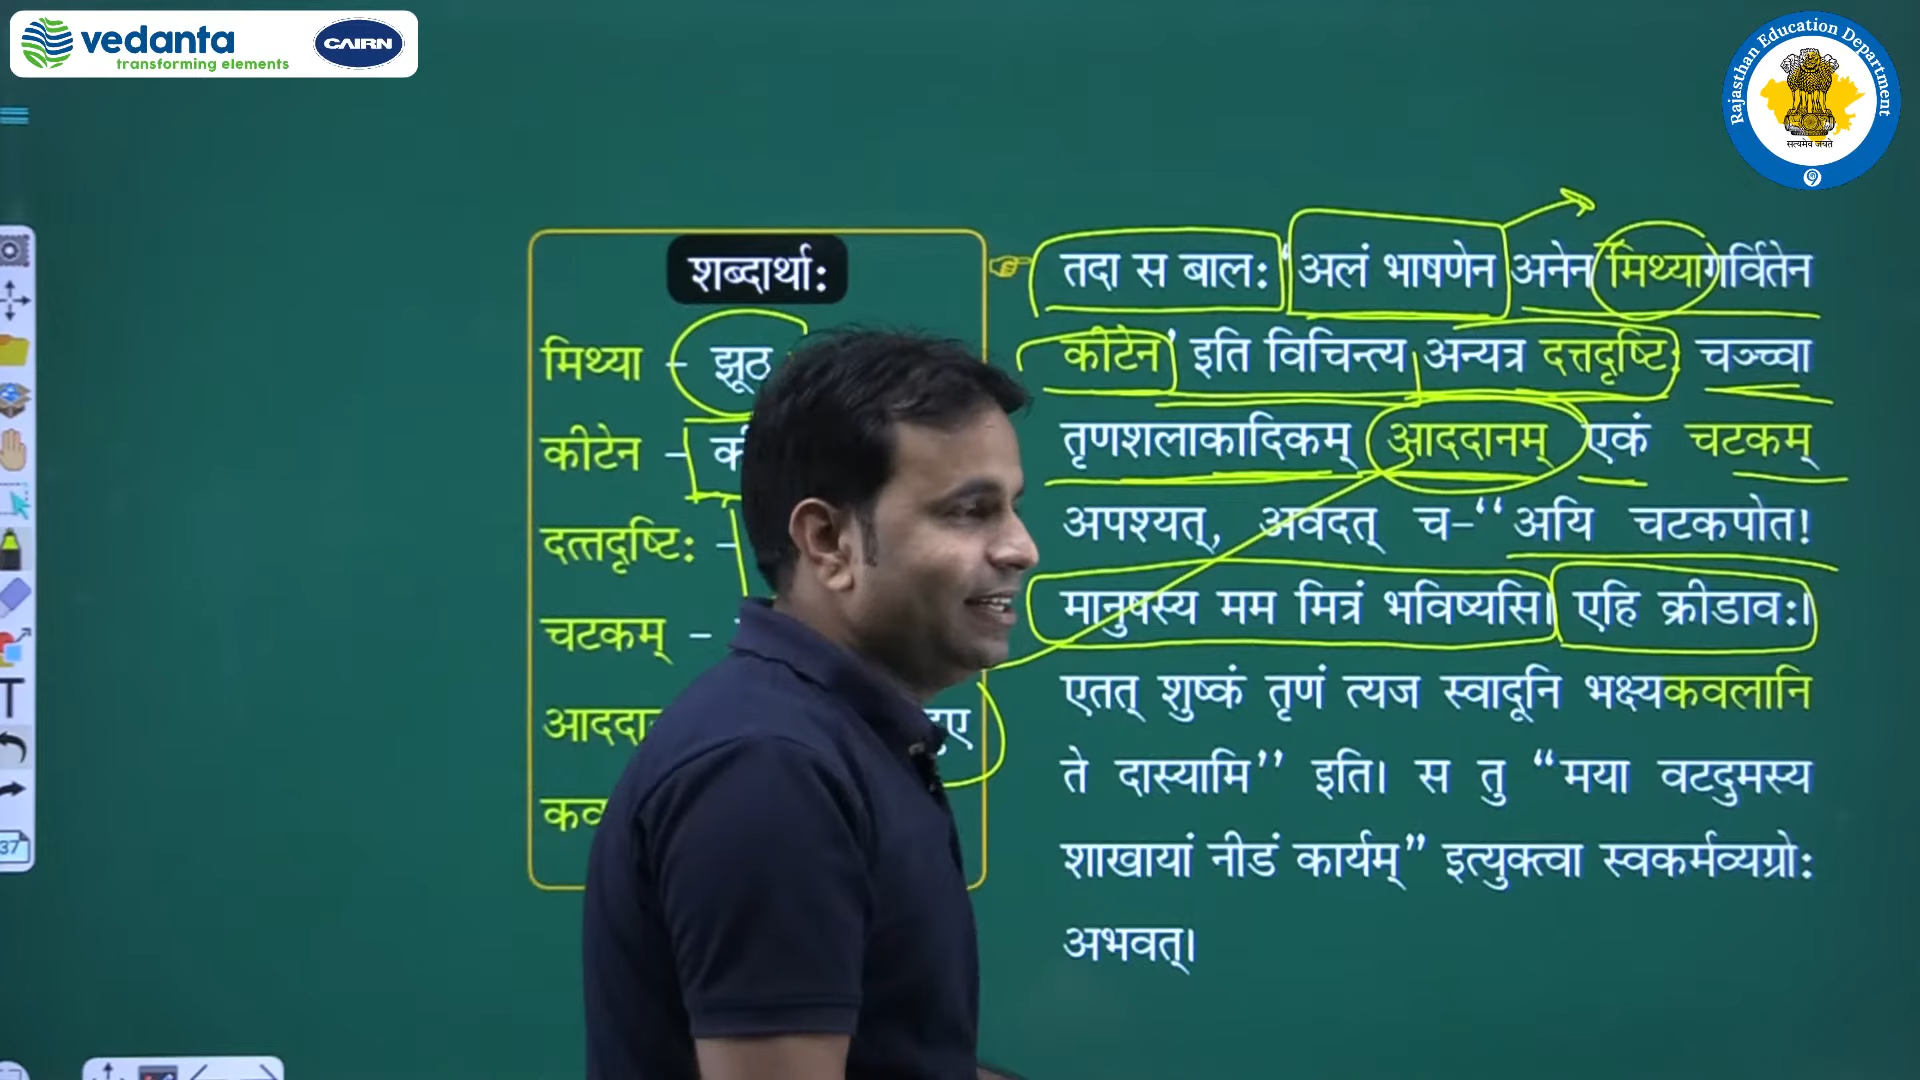 vedanta
transforming elements
CAIRN
Rajasthan Education Department
सत्यमेव जयते
शब्दार्थाः
मिथ्या - झूठ
कीटेन -
दत्तदृष्टिः -
चटकम् -
हुए
तदा स बालः 'अलं भाषणेन अनेन मिथ्यागर्वितेन
कीटेन' इति विचिन्त्य अन्यत्र दत्तदृष्टिः चञ्च्वा
तृणशलाकादिकम् आददानम् एकं चटकम्
अपश्यत्, अवदत् च-“अयि चटकपोत!
मानुषस्य मम मित्रं भविष्यसि। एहि क्रीडावः।
एतत् शुष्कं तृणं त्यज स्वादूनि भक्ष्यकवलानि
ते दास्यामि” इति। स तु “मया वटदुमस्य
शाखायां नीडं कार्यम्” इत्युक्त्वा स्वकर्मव्यग्रोः
अभवत्।
37